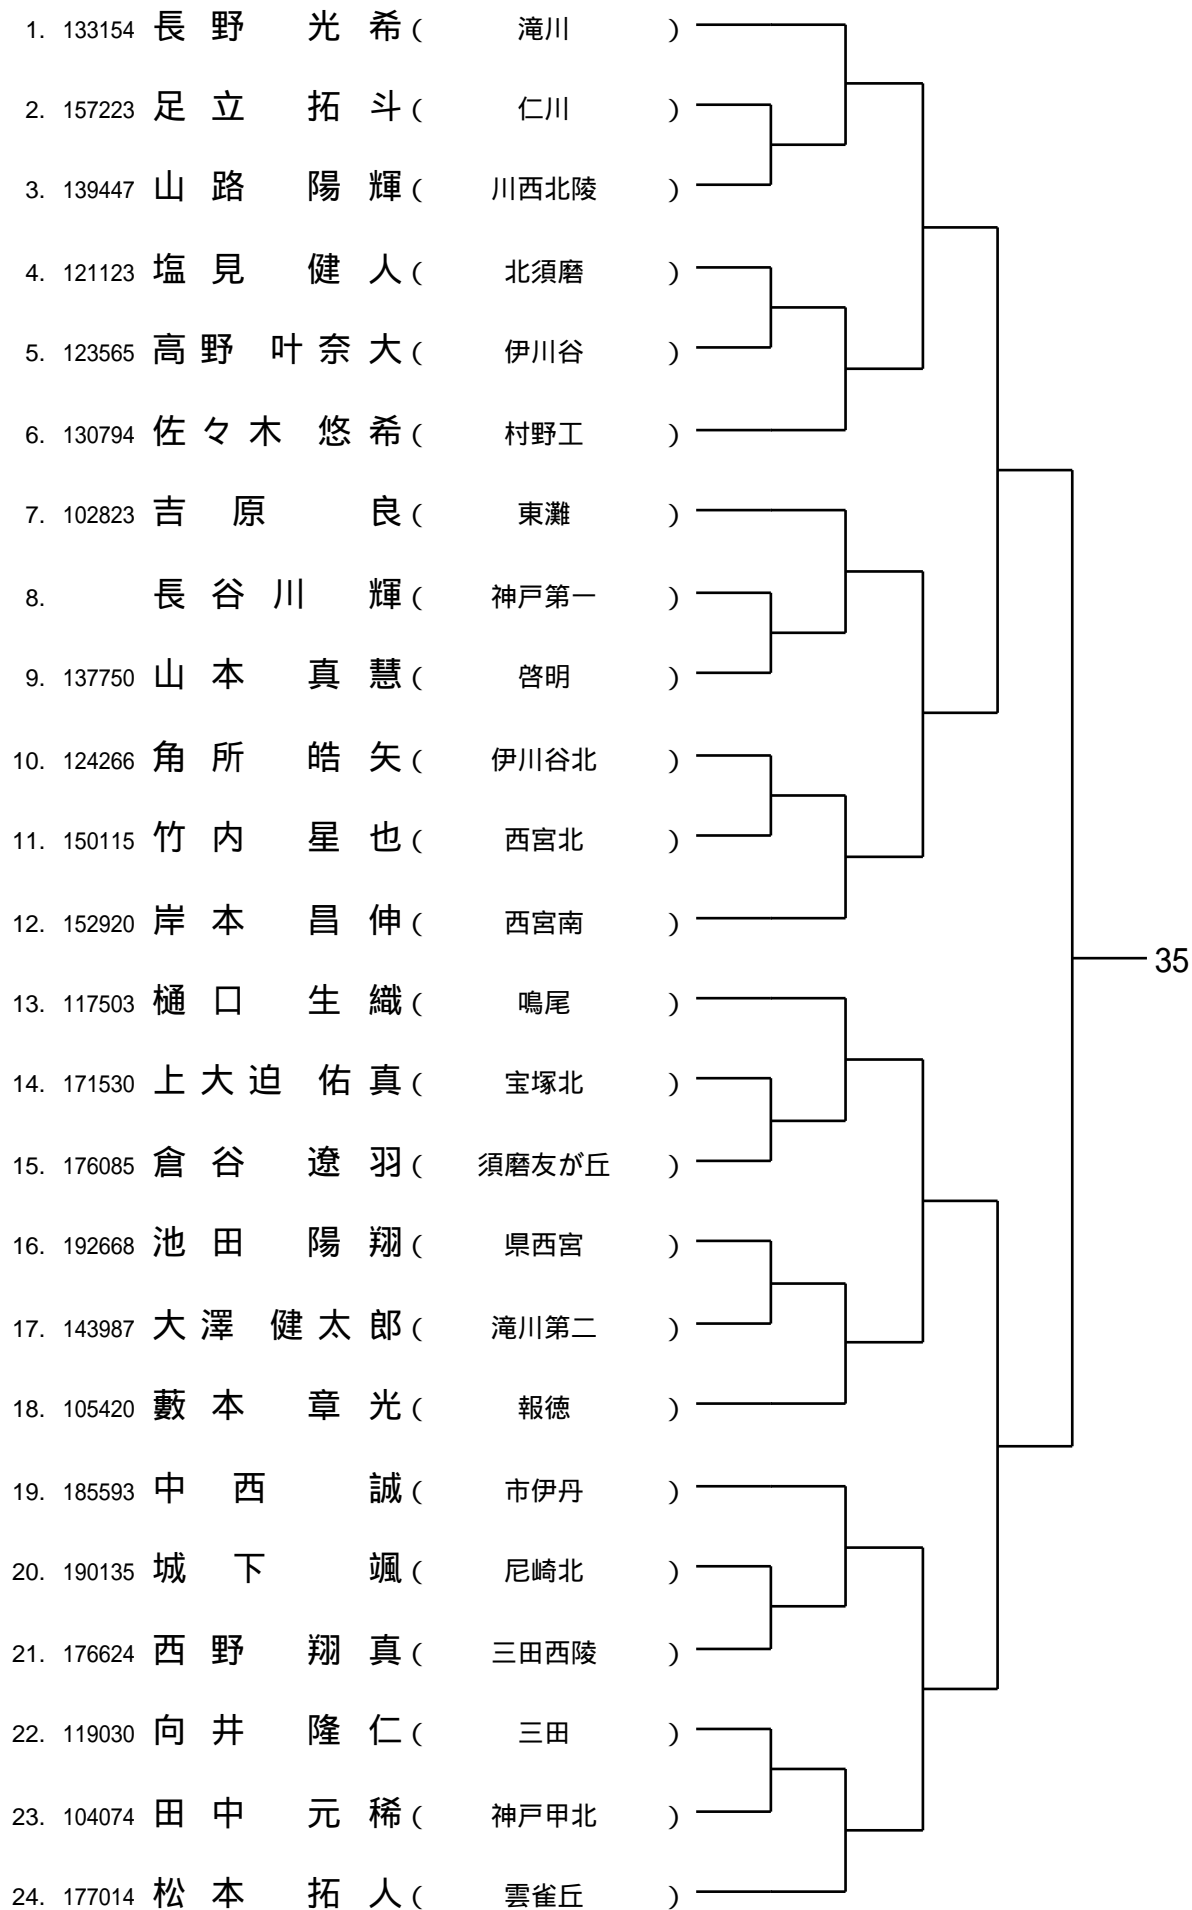 1. 133154 長野 光希 ( 滝川 )
2. 157223 足立 拓斗 ( 仁川 )
3. 139447 山路 陽輝 ( 川西北陵 )
4. 121123 塩見 健人 ( 北須磨 )
5. 123565 高野 叶奈大 ( 伊川谷 )
6. 130794 佐々木 悠希 ( 村野工 )
7. 102823 吉原 良 ( 東灘 )
8. 長谷川 輝 ( 神戸第一 )
9. 137750 山本 真慧 ( 啓明 )
10. 124266 角所 皓矢 ( 伊川谷北 )
11. 150115 竹内 星也 ( 西宮北 )
12. 152920 岸本 昌伸 ( 西宮南 )
35
13. 117503 樋口 生織 ( 鳴尾 )
14. 171530 上大迫 佑真 ( 宝塚北 )
15. 176085 倉谷 遼羽 ( 須磨友が丘 )
16. 192668 池田 陽翔 ( 県西宮 )
17. 143987 大澤 健太郎 ( 滝川第二 )
18. 105420 藪本 章光 ( 報徳 )
19. 185593 中西 誠 ( 市伊丹 )
20. 190135 城下 颯 ( 尼崎北 )
21. 176624 西野 翔真 ( 三田西陵 )
22. 119030 向井 隆仁 ( 三田 )
23. 104074 田中 元稀 ( 神戸甲北 )
24. 177014 松本 拓人 ( 雲雀丘 )